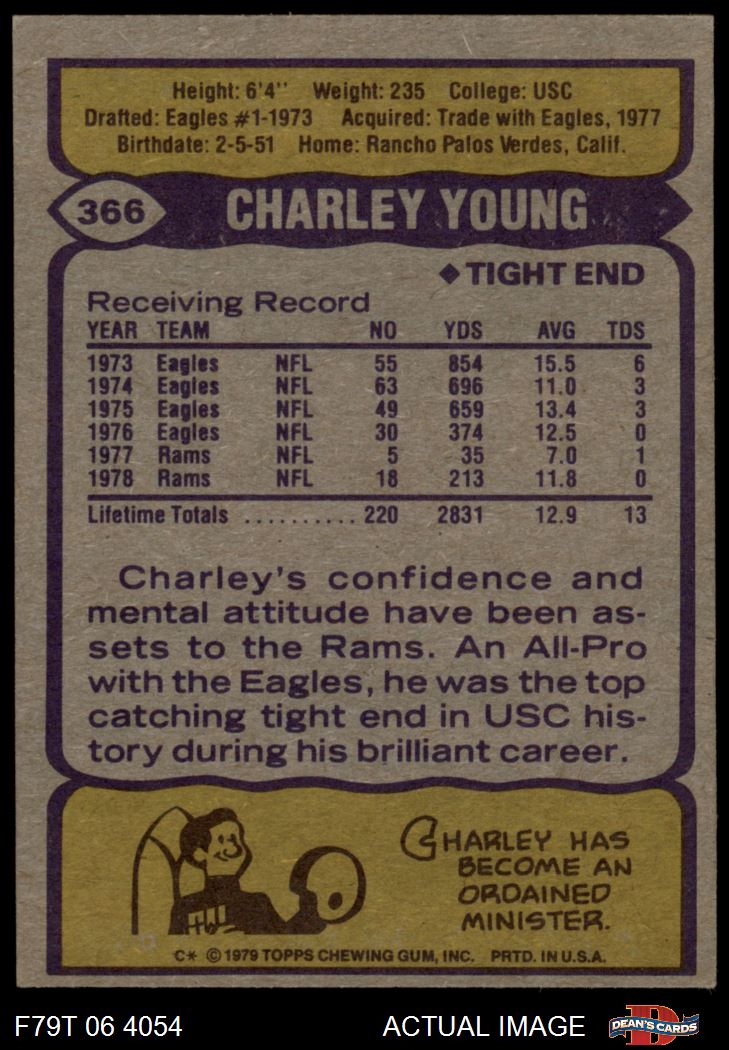 Height: 6'4'' Weight: 235 College: USC
Drafted: Eagles #1-1973 Acquired: Trade with Eagles, 1977
Birthdate: 2-5-51 Home: Rancho Palos Verdes, Calif.
366 CHARLEY YOUNG
◆TIGHT END
Receiving Record
YEAR TEAM NO YDS AVG TDS
1973 Eagles NFL 55 854 15.5 6
1974 Eagles NFL 63 696 11.0 3
1975 Eagles NFL 49 659 13.4 3
1976 Eagles NFL 30 374 12.5 0
1977 Rams NFL 5 35 7.0 1
1978 Rams NFL 18 213 11.8 0
Lifetime Totals .......... 220 2831 12.9 13
Charley's confidence and
mental attitude have been as-
sets to the Rams. An All-Pro
with the Eagles, he was the top
catching tight end in USC his-
tory during his brilliant career.
CHARLEY HAS
BECOME AN
ORDAINED
MINISTER.
C* ©1979 TOPPS CHEWING GUM, INC. PRTD. IN U.S.A.
F79T 06 4054 ACTUAL IMAGE D DEAN'S CARDS